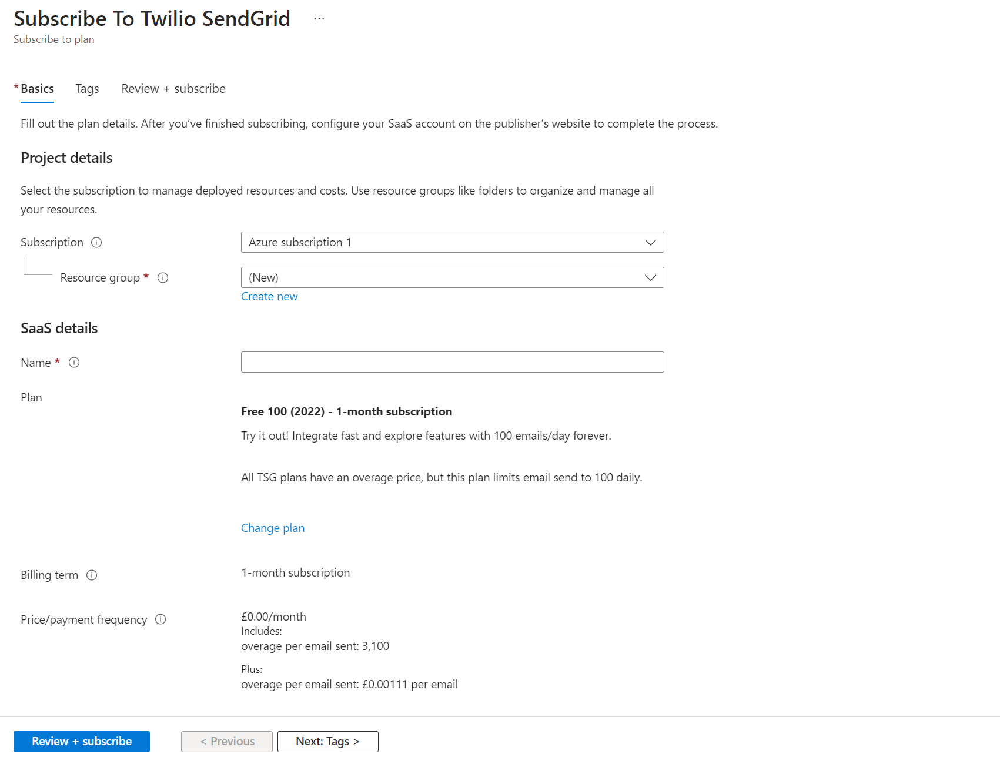 Subscribe To Twilio SendGrid ...
Subscribe to plan
* Basics Tags Review + subscribe
Fill out the plan details. After you’ve finished subscribing, configure your SaaS account on the publisher’s website to complete the process.
Project details
Select the subscription to manage deployed resources and costs. Use resource groups like folders to organize and manage all
your resources.
Subscription
Azure subscription 1
Resource group *
(New)
Create new
SaaS details
Name *
Plan
Free 100 (2022) - 1-month subscription
Try it out! Integrate fast and explore features with 100 emails/day forever.
All TSG plans have an overage price, but this plan limits email send to 100 daily.
Change plan
Billing term
1-month subscription
Price/payment frequency
£0.00/month
Includes:
overage per email sent: 3,100
Plus:
overage per email sent: £0.00111 per email
Review + subscribe
< Previous
Next: Tags >